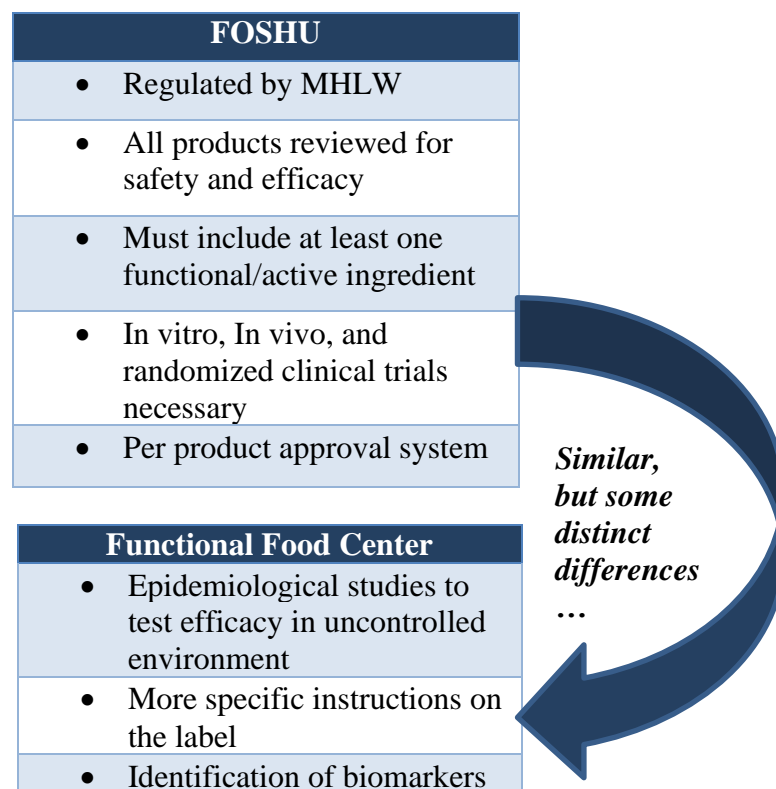 FOSHU
• Regulated by MHLW
• All products reviewed for
safety and efficacy
• Must include at least one
functional/active ingredient
• In vitro, In vivo, and
randomized clinical trials
necessary
• Per product approval system
Similar,
but some
distinct
differences
…
Functional Food Center
• Epidemiological studies to
test efficacy in uncontrolled
environment
• More specific instructions on
the label
• Identification of biomarkers